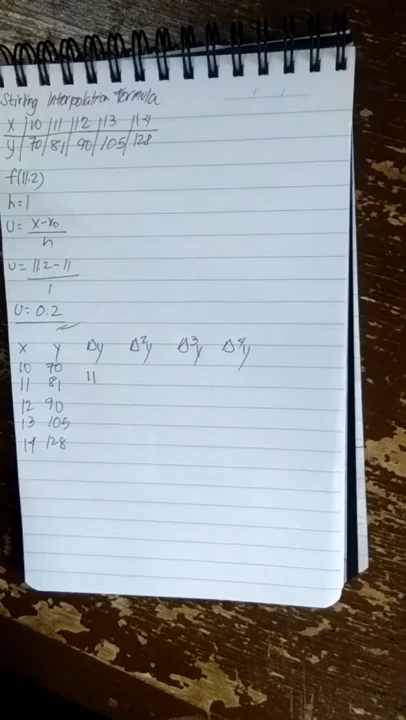 Stirling Interpolation Formula
X | 10 | 11 | 12 | 13 | 14
y | 70 | 81 | 90 | 105 | 128
f(11.2)
h=1
U = x-x₀
h
u = 11.2-11
1
U = 0.2
X y Δy Δ²y Δ³y Δ⁴y
10 70
11
11 81
12 90
13 105
14 128